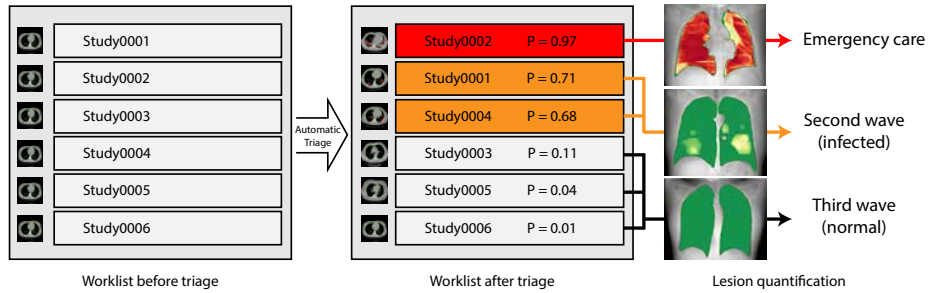 Study0001
Study0002
Study0003
Study0004
Study0005
Study0006
Worklist before triage
Automatic
Triage
Study0002 P = 0.97
Study0001 P = 0.71
Study0004 P = 0.68
Study0003 P = 0.11
Study0005 P = 0.04
Study0006 P = 0.01
Worklist after triage
Emergency care
Second wave
(infected)
Third wave
(normal)
Lesion quantification